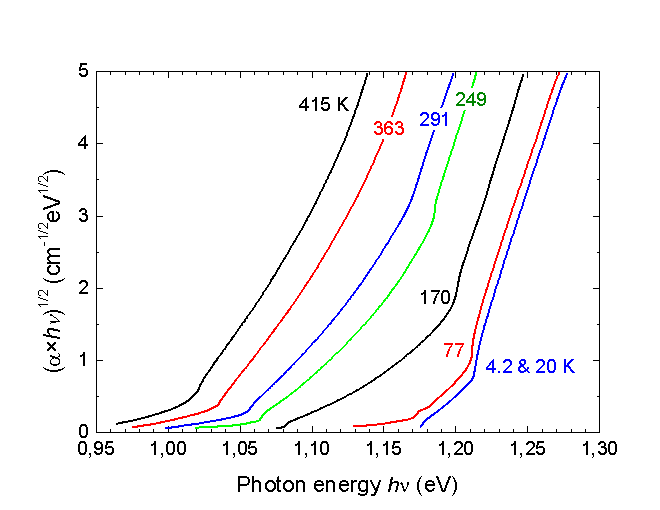 5
4
3
2
1
0
0,95 1,00 1,05 1,10 1,15 1,20 1,25 1,30
(α×hν)^1/2 (cm^-1/2eV^1/2)
Photon energy hν (eV)
415 K
363
291
249
170
77
4.2 & 20 K